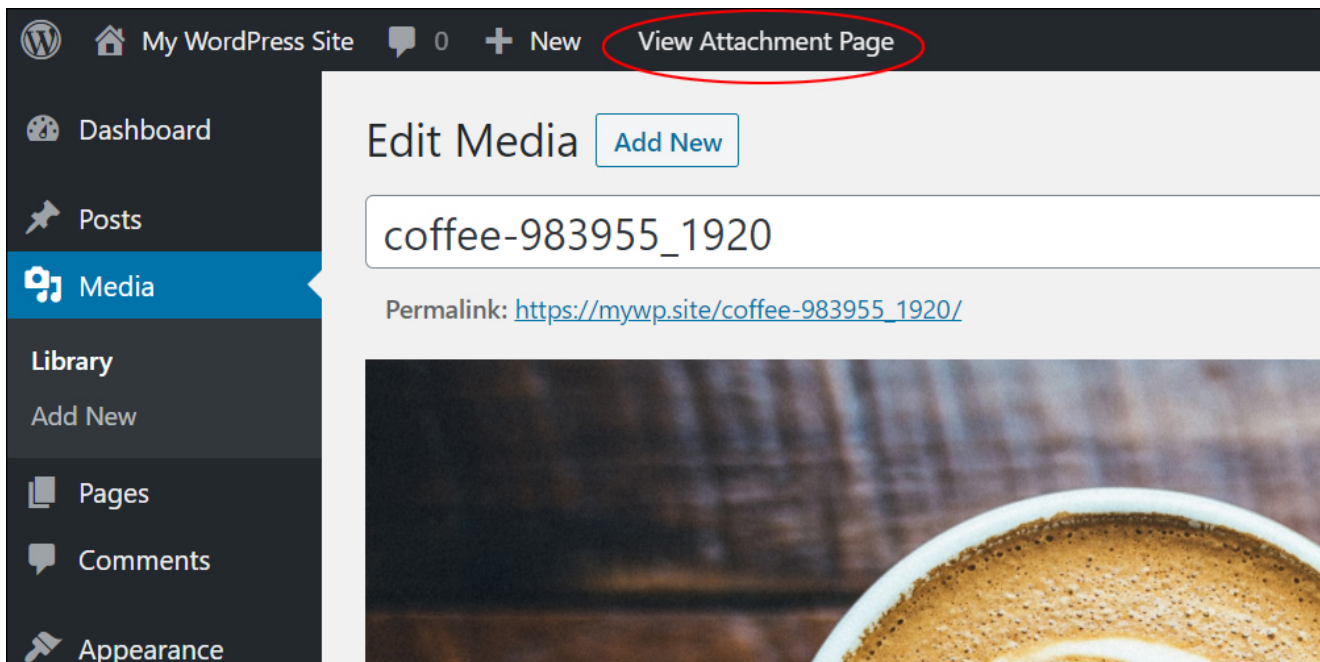 My WordPress Site 0 New View Attachment Page
Dashboard
Posts
Media
Library
Add New
Pages
Comments
Appearance
Edit Media Add New
coffee-983955_1920
Permalink: https://mywp.site/coffee-983955_1920/